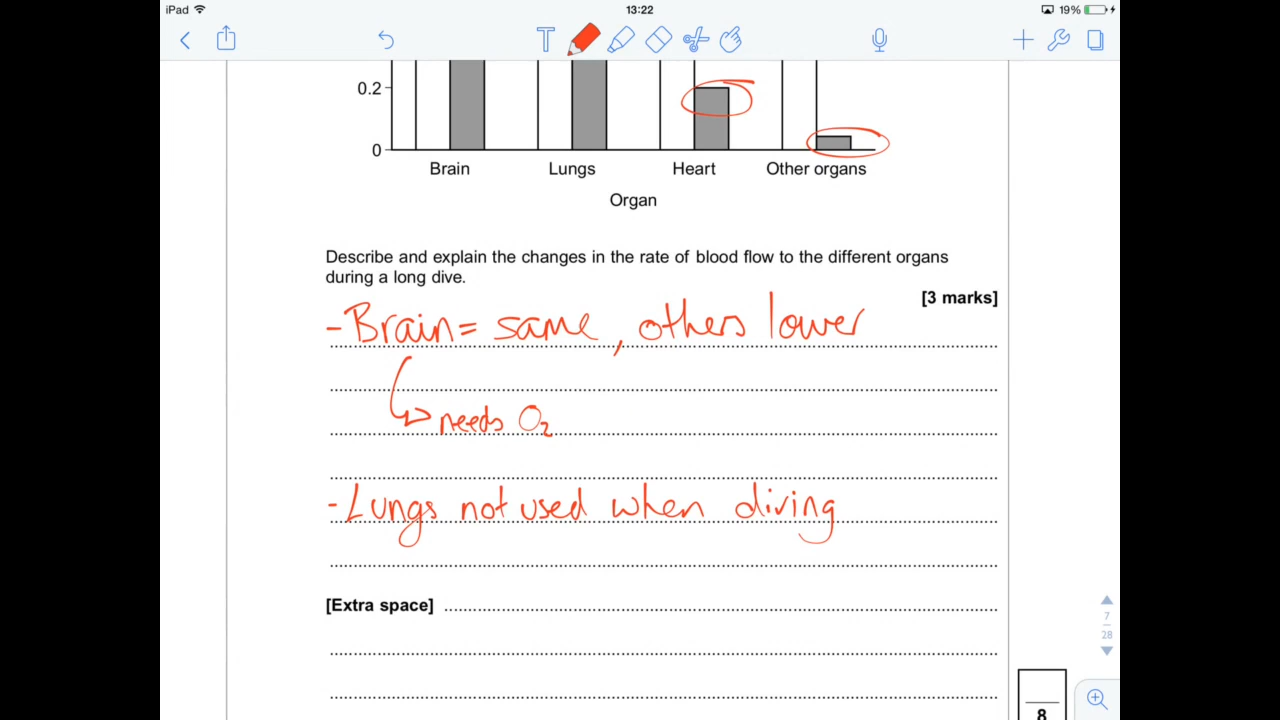 iPad
13:22
19%
T
0.2
0
Brain Lungs Heart Other organs
Organ
Describe and explain the changes in the rate of blood flow to the different organs
during a long dive.
[3 marks]
- Brain = same, others lower
needs O2
- Lungs not used when diving
[Extra space]
7
28
8